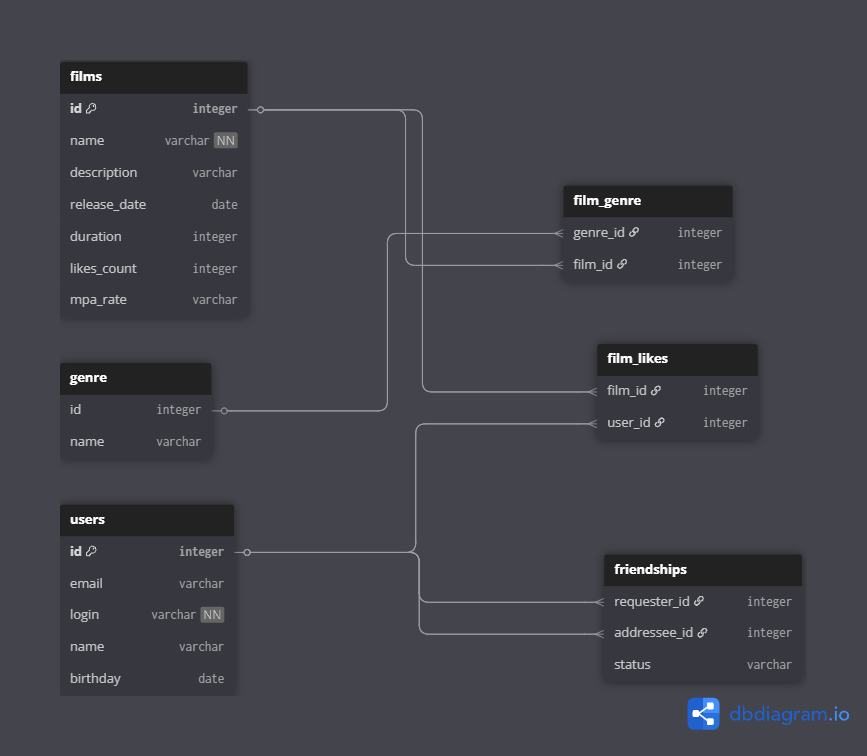 films
id integer
name varchar NN
description varchar
release_date date
duration integer
likes_count integer
mpa_rate varchar
genre
id integer
name varchar
users
id integer
email varchar
login varchar NN
name varchar
birthday date
film_genre
genre_id integer
film_id integer
film_likes
film_id integer
user_id integer
friendships
requester_id integer
addressee_id integer
status varchar
dbdiagram.io